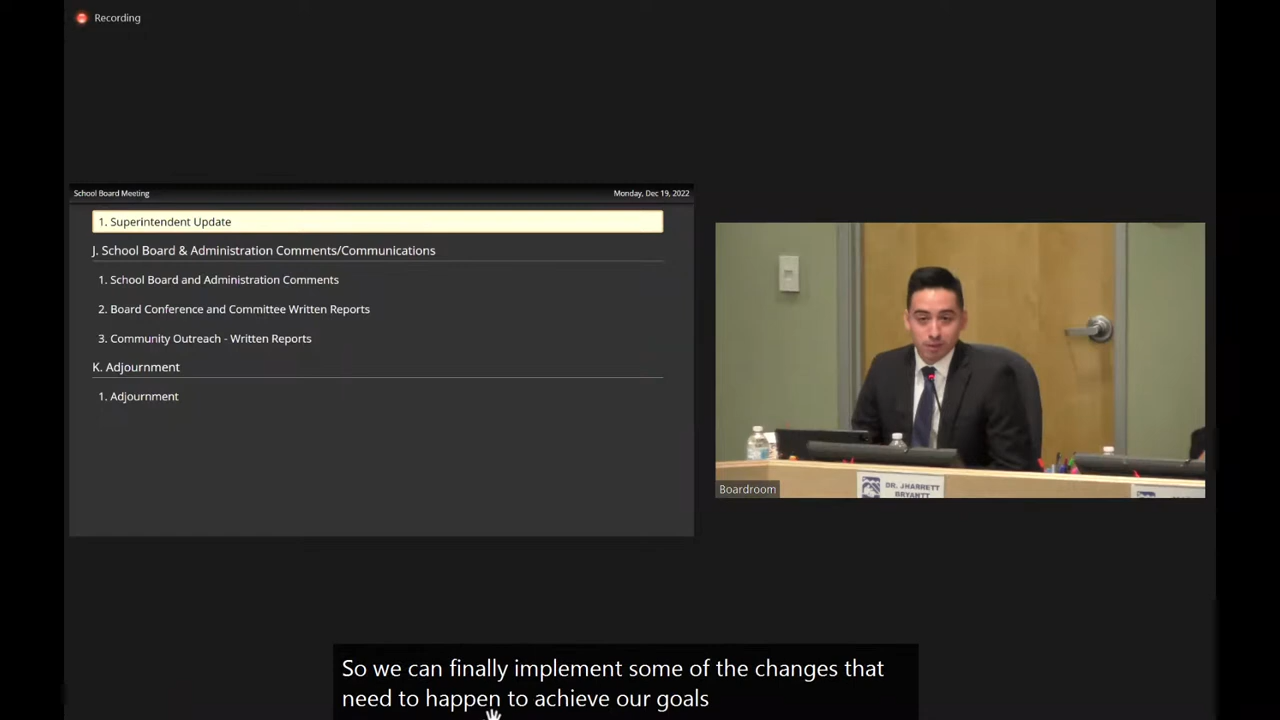 Recording
School Board Meeting
Monday, Dec 19, 2022
1. Superintendent Update
J. School Board & Administration Comments/Communications
1. School Board and Administration Comments
2. Board Conference and Committee Written Reports
3. Community Outreach - Written Reports
K. Adjournment
1. Adjournment
DR. JHARRETT
BRYANTT
Boardroom
So we can finally implement some of the changes that
need to happen to achieve our goals